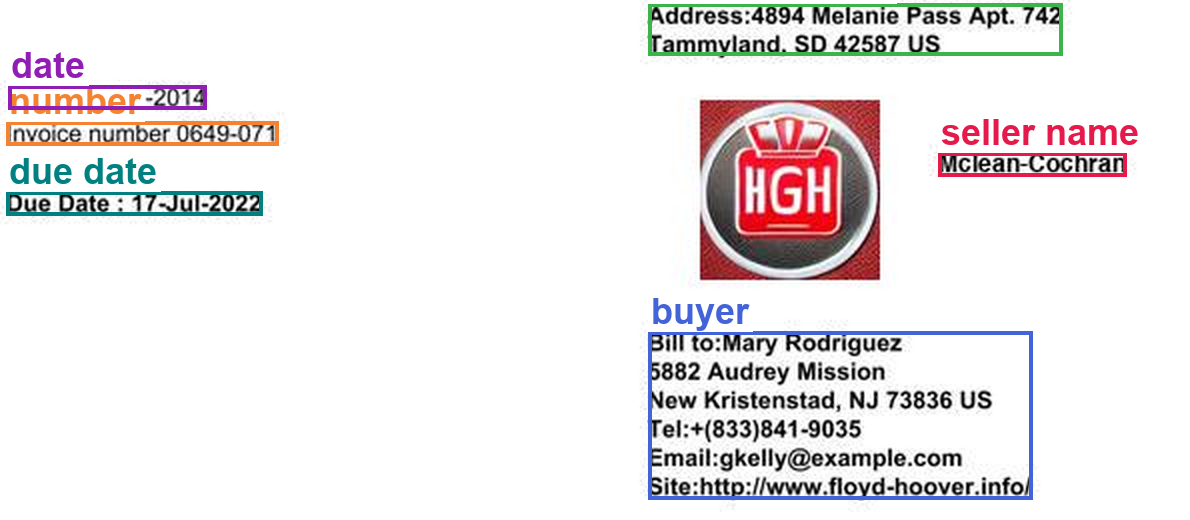 Address:4894 Melanie Pass Apt. 742
Tammyland, SD 42587 US
date
number -2014
Invoice number 0649-071
due date
Due Date : 17-Jul-2022
HGH
seller name
Mclean-Cochran
buyer
Bill to:Mary Rodriguez
5882 Audrey Mission
New Kristenstad, NJ 73836 US
Tel:+(833)841-9035
Email:gkelly@example.com
Site:http://www.floyd-hoover.info/